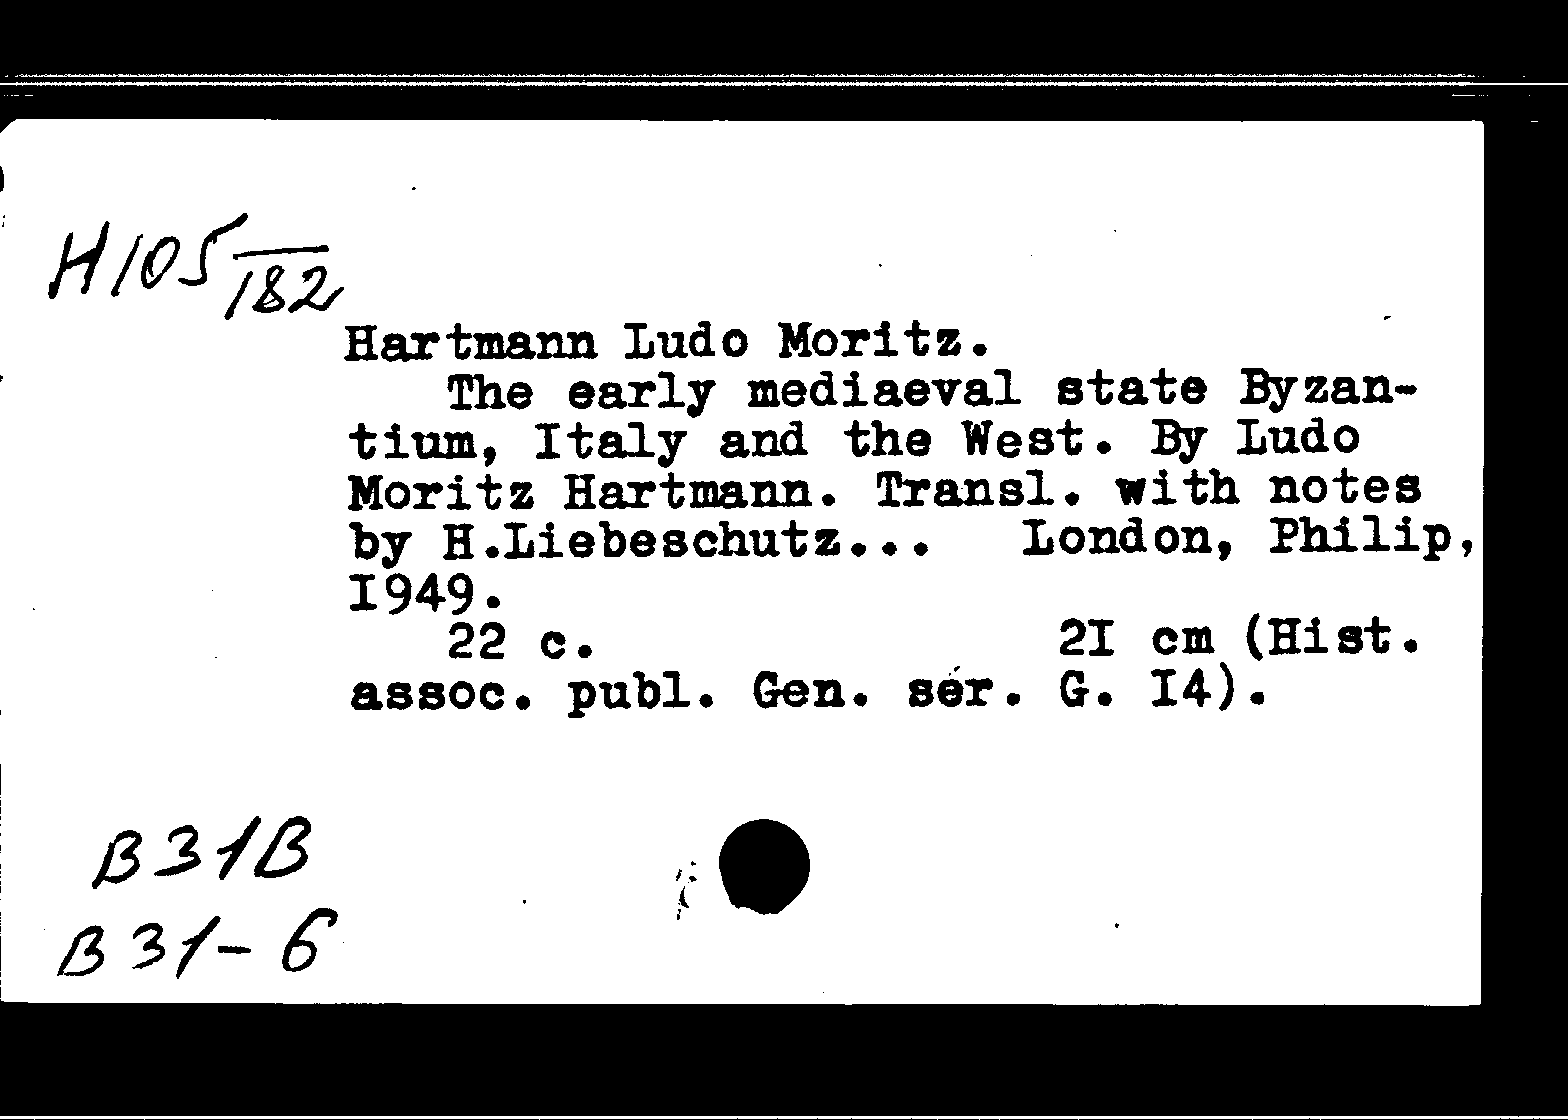 H105/182
Hartmann Ludo Moritz.
The early mediaeval state Byzan-
tium, Italy and the West. By Ludo
Moritz Hartmann. Transl. with notes
by H.Liebeschutz... London, Philip,
I949.
22 c. 2I cm (Hist.
assoc. publ. Gen. ser. G. I4).
B31B
B31-6